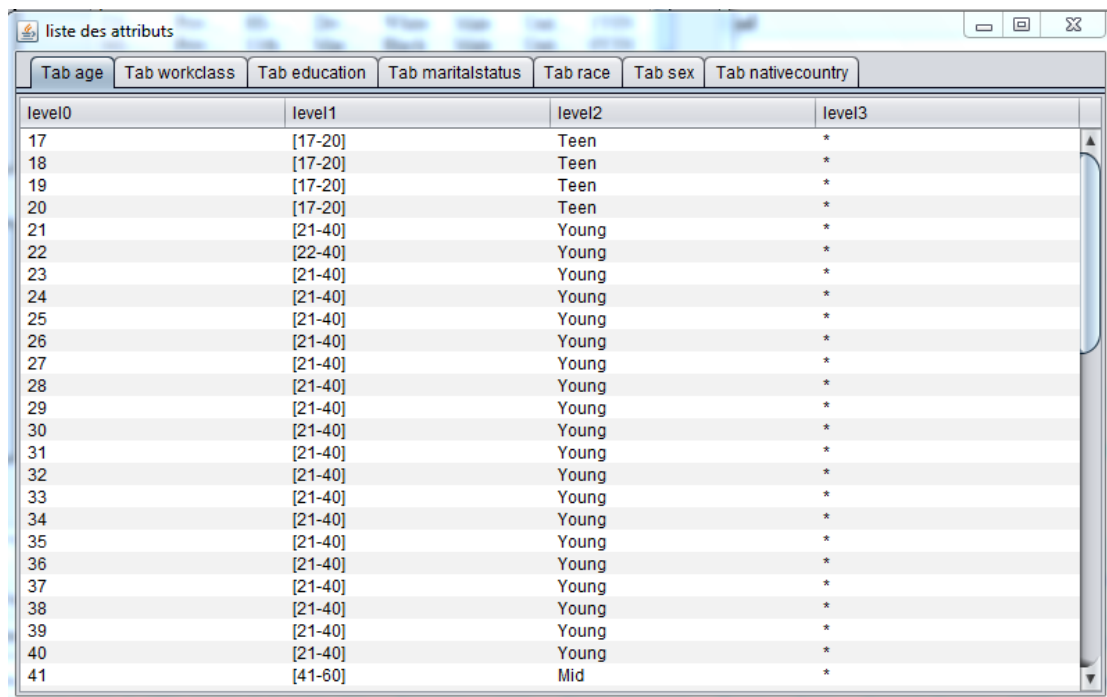 liste des attributs
Tab age Tab workclass Tab education Tab maritalstatus Tab race Tab sex Tab nativecountry
level0 level1 level2 level3
17 [17-20] Teen *
18 [17-20] Teen *
19 [17-20] Teen *
20 [17-20] Teen *
21 [21-40] Young *
22 [22-40] Young *
23 [21-40] Young *
24 [21-40] Young *
25 [21-40] Young *
26 [21-40] Young *
27 [21-40] Young *
28 [21-40] Young *
29 [21-40] Young *
30 [21-40] Young *
31 [21-40] Young *
32 [21-40] Young *
33 [21-40] Young *
34 [21-40] Young *
35 [21-40] Young *
36 [21-40] Young *
37 [21-40] Young *
38 [21-40] Young *
39 [21-40] Young *
40 [21-40] Young *
41 [41-60] Mid *